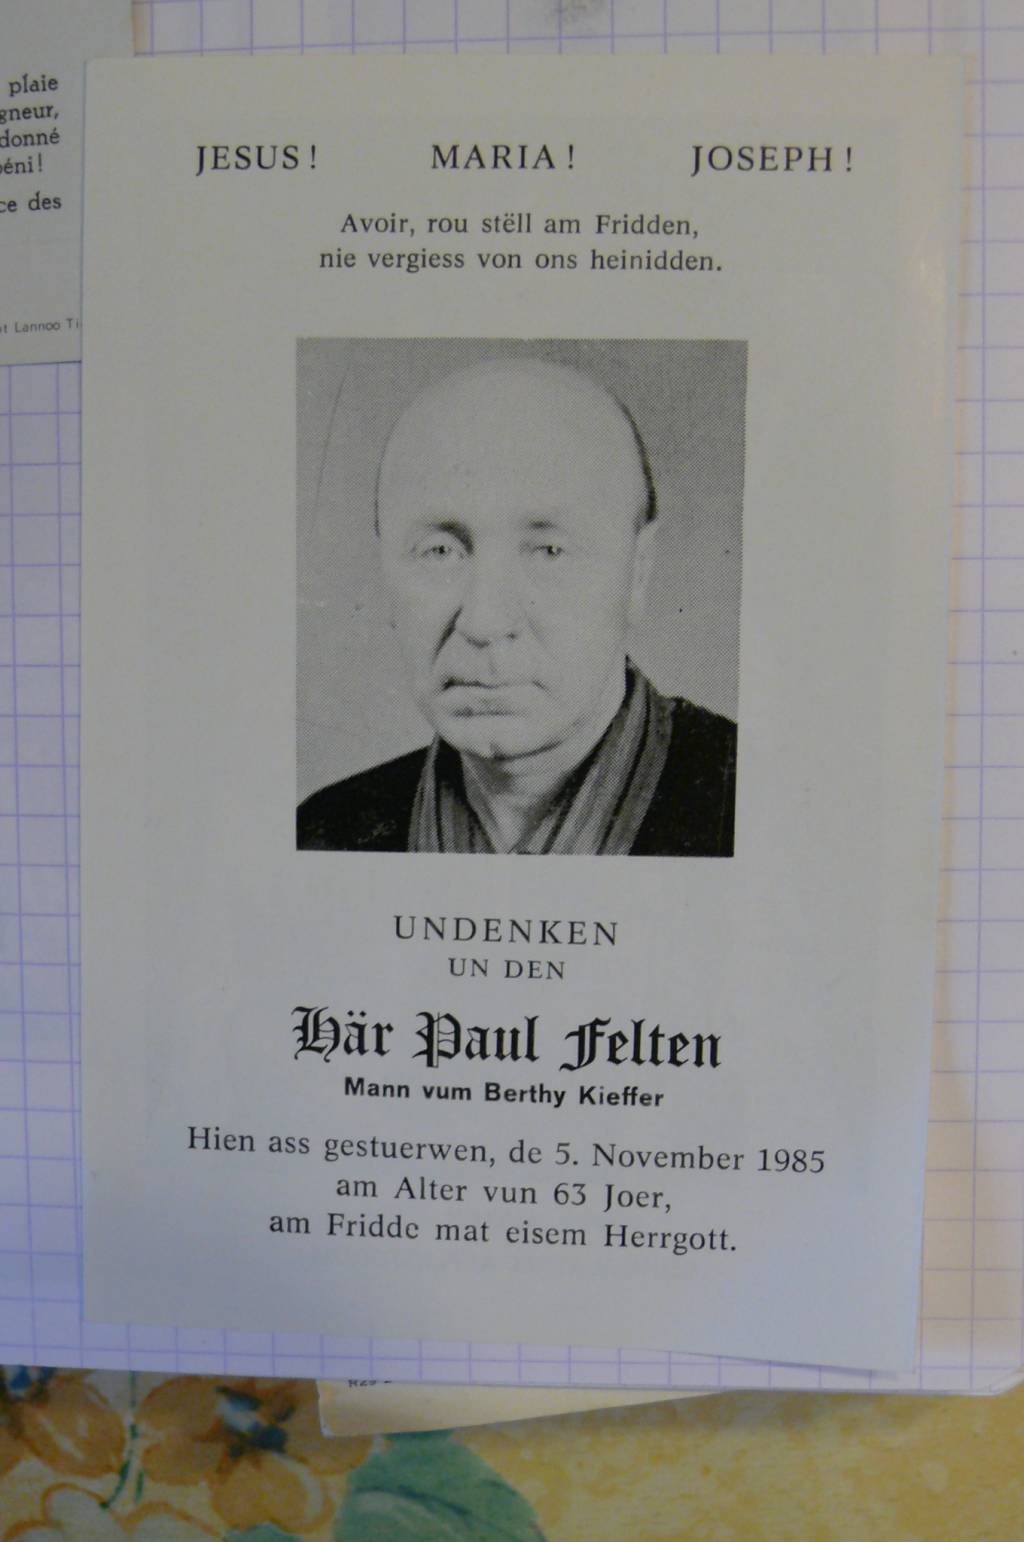 plaie
gneur,
donné
éni!
ce des
t Lannoo Ti
JESUS! MARIA! JOSEPH!
Avoir, rou stëll am Fridden,
nie vergiess von ons heinidden.
UNDENKEN
UN DEN
Här Paul Felten
Mann vum Berthy Kieffer
Hien ass gestuerwen, de 5. November 1985
am Alter vun 63 Joer,
am Fridde mat eisem Herrgott.